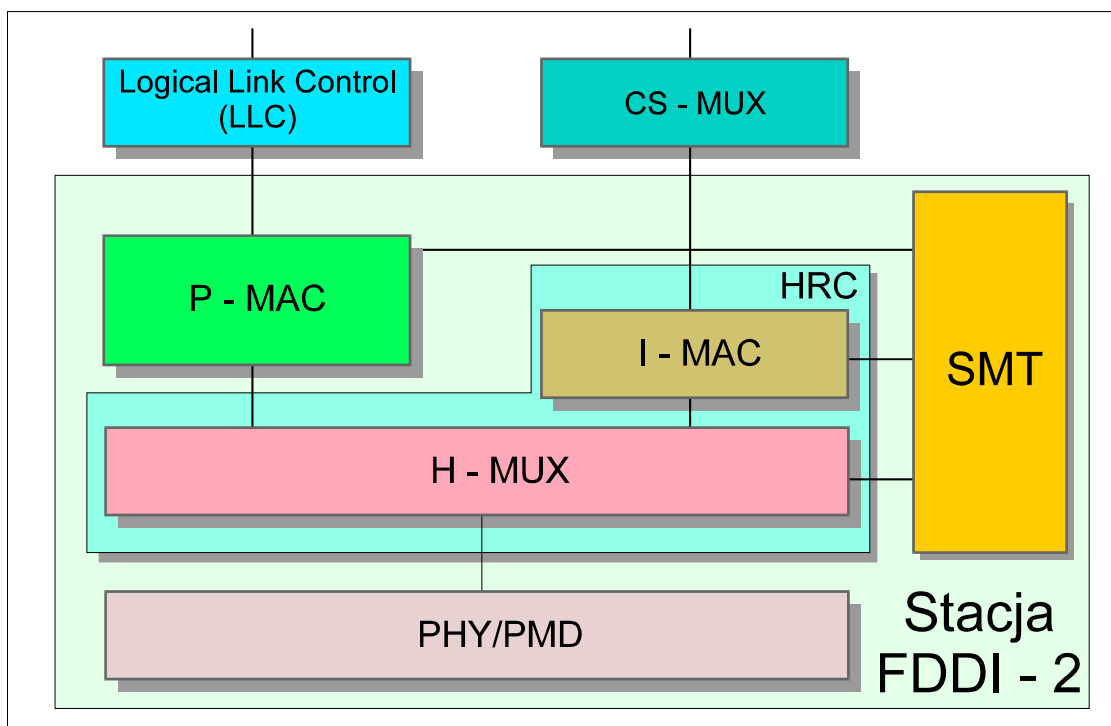 Logical Link Control
(LLC)
CS - MUX
P - MAC
HRC
I - MAC
SMT
H - MUX
PHY/PMD
Stacja
FDDI - 2